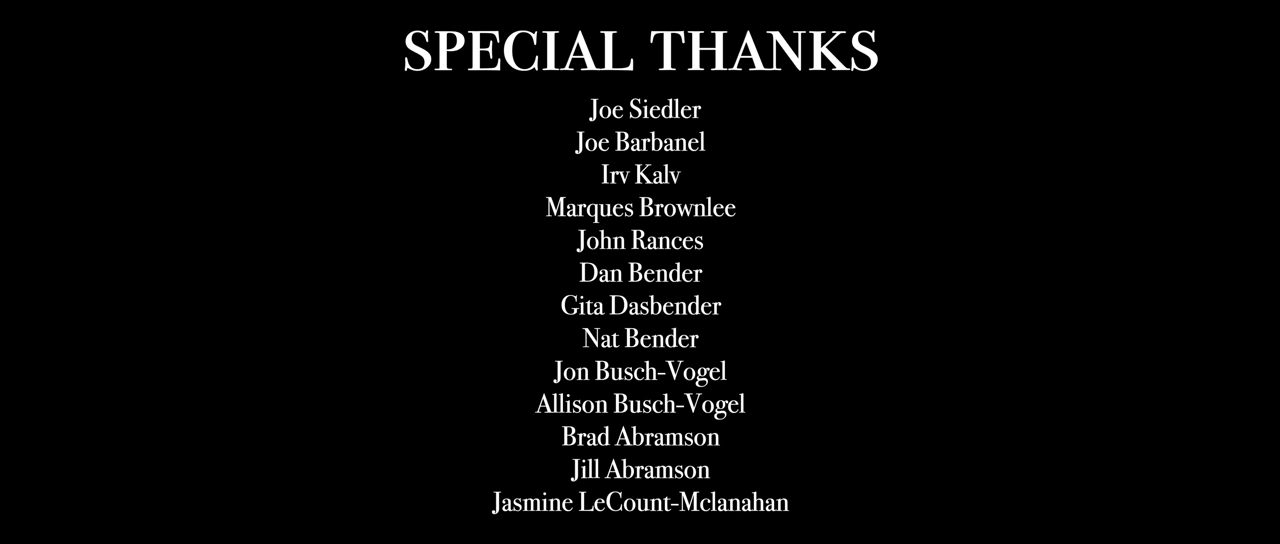 SPECIAL THANKS
Joe Siedler
Joe Barbanel
Irv Kalv
Marques Brownlee
John Rances
Dan Bender
Gita Dasbender
Nat Bender
Jon Busch-Vogel
Allison Busch-Vogel
Brad Abramson
Jill Abramson
Jasmine LeCount-Mclanahan